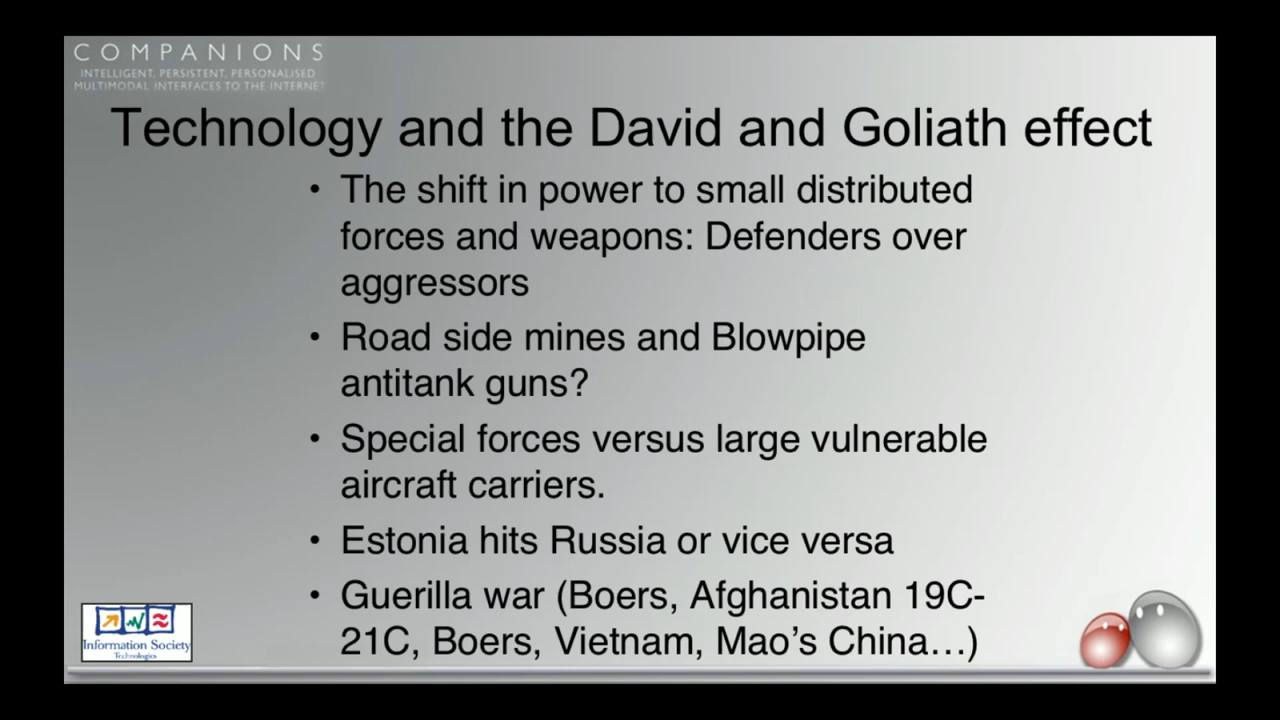 COMPANIONS
INTELLIGENT, PERSISTENT, PERSONALISED
MULTIMODAL INTERFACES TO THE INTERNET
Technology and the David and Goliath effect
• The shift in power to small distributed
forces and weapons: Defenders over
aggressors
• Road side mines and Blowpipe
antitank guns?
• Special forces versus large vulnerable
aircraft carriers.
• Estonia hits Russia or vice versa
• Guerilla war (Boers, Afghanistan 19C-
21C, Boers, Vietnam, Mao’s China…)
Information Society
Technologies